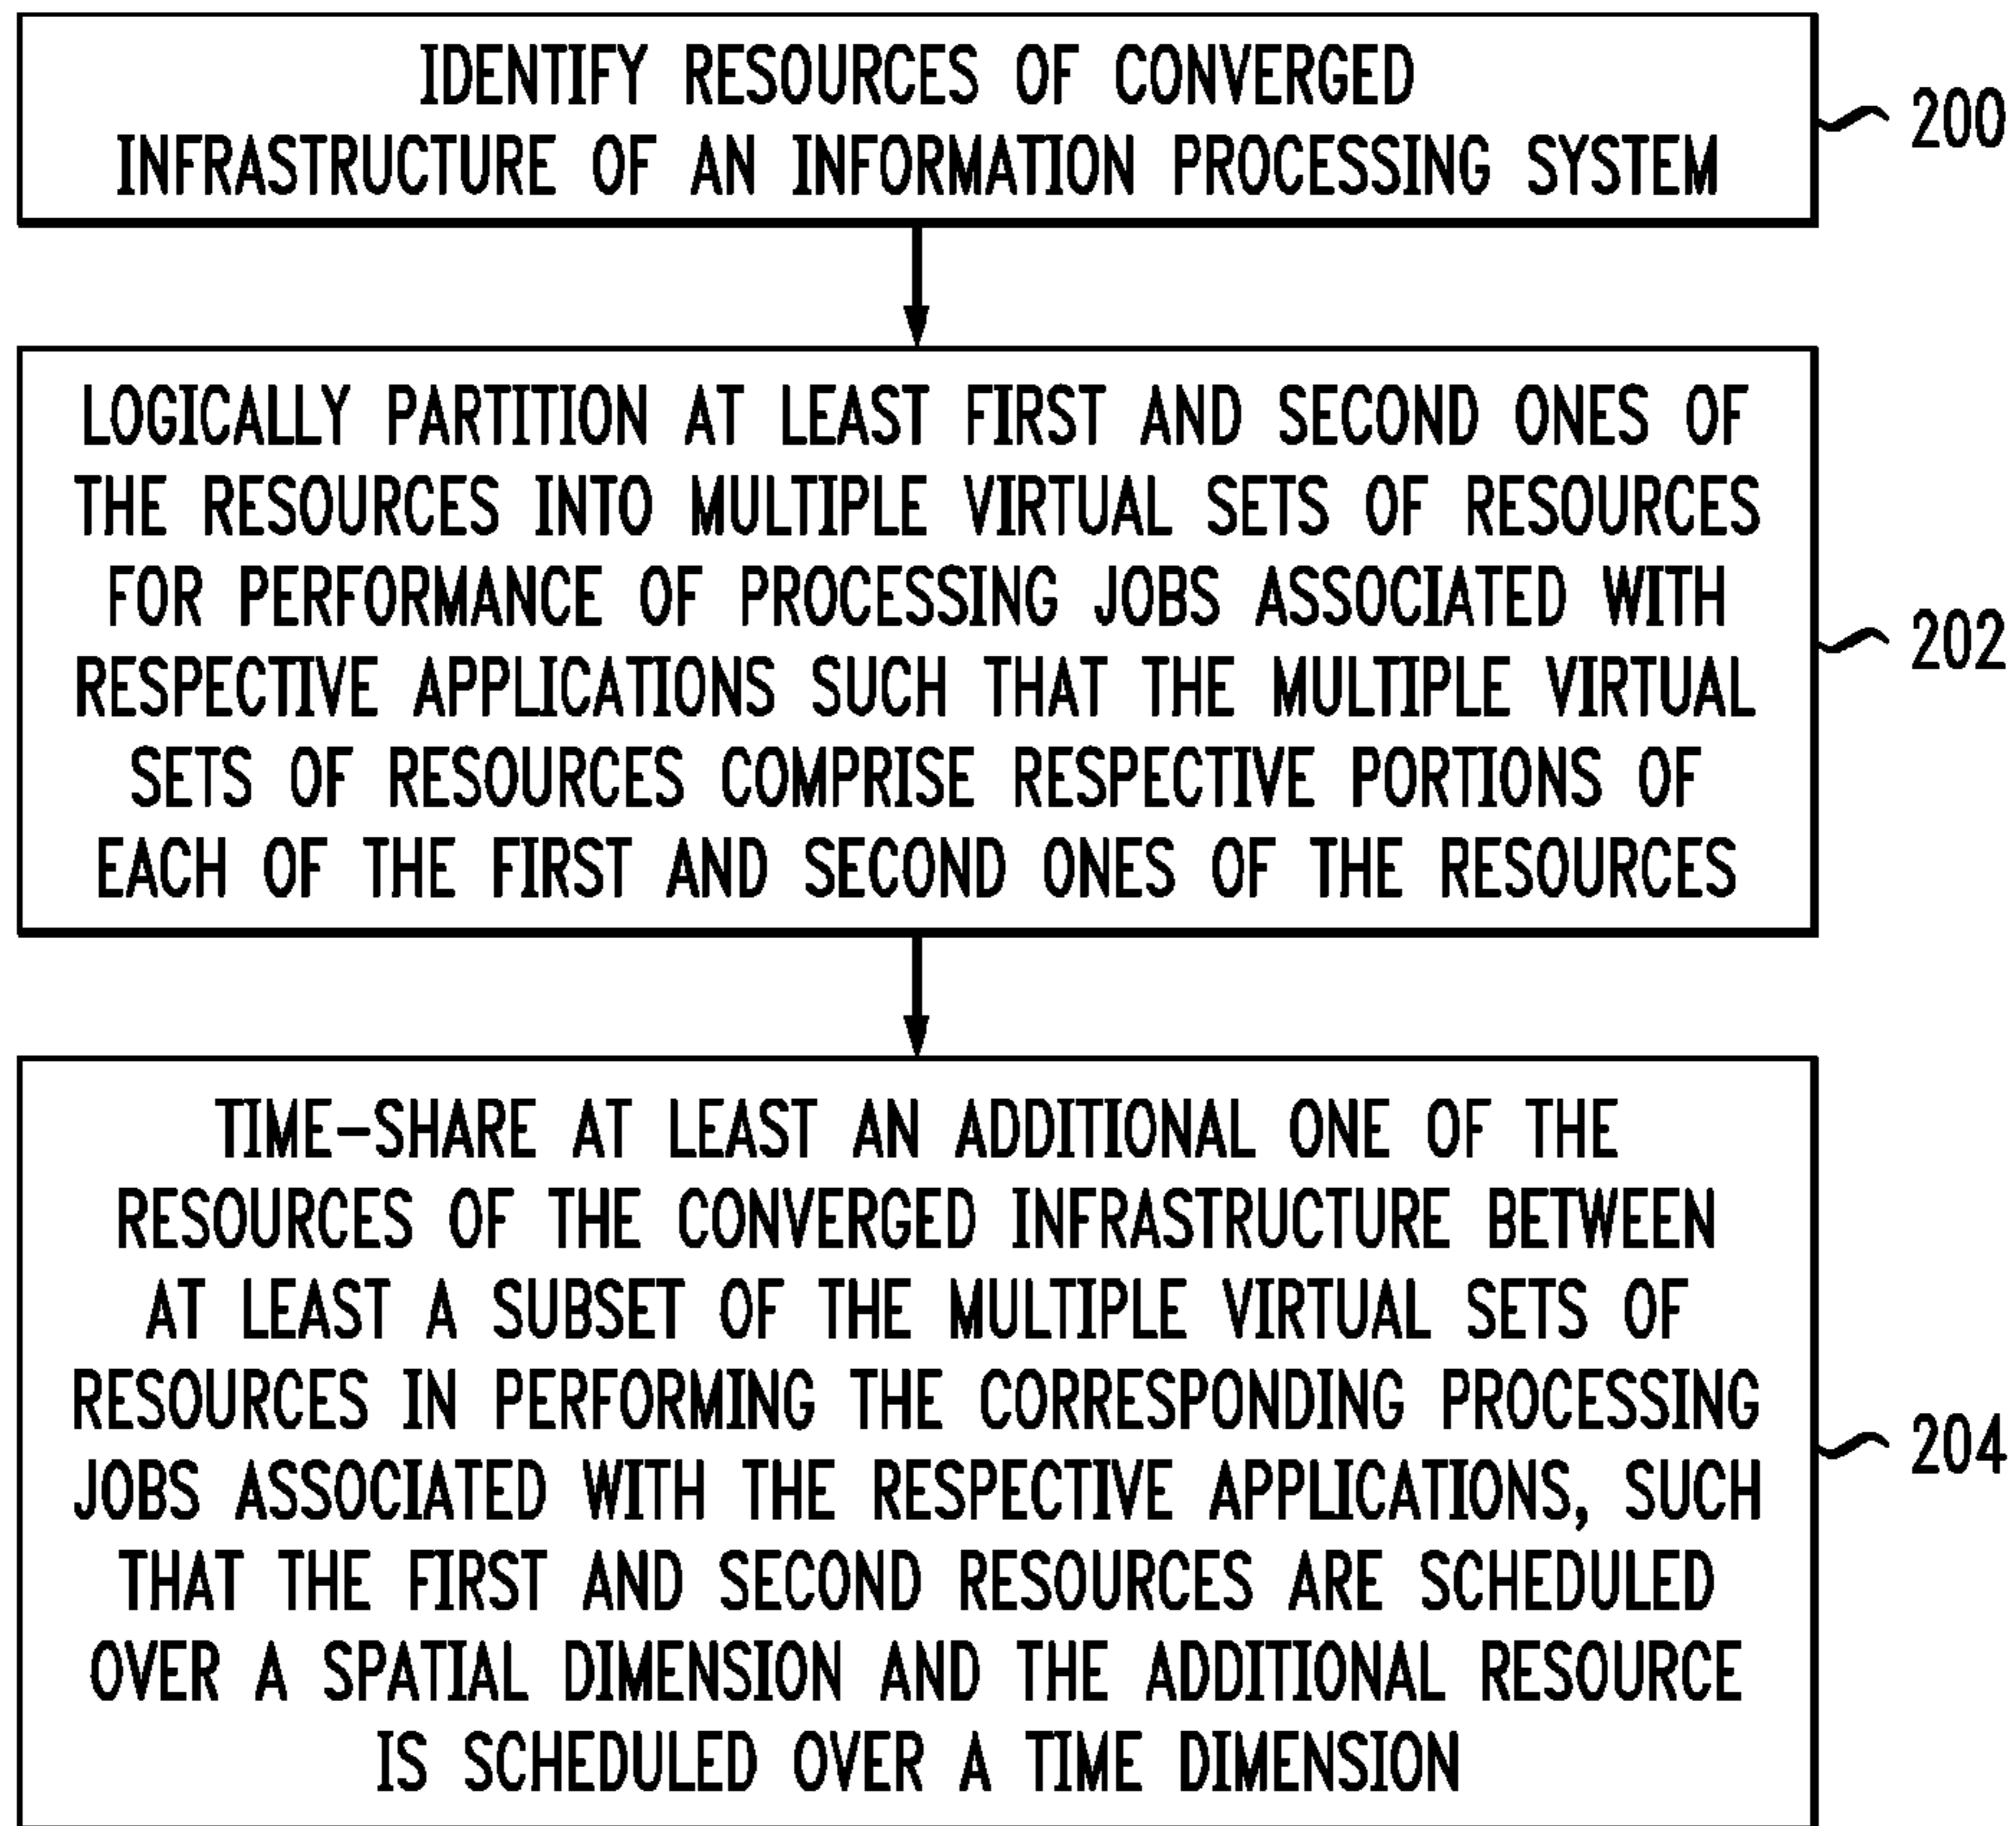 IDENTIFY RESOURCES OF CONVERGED
INFRASTRUCTURE OF AN INFORMATION PROCESSING SYSTEM
200
LOGICALLY PARTITION AT LEAST FIRST AND SECOND ONES OF
THE RESOURCES INTO MULTIPLE VIRTUAL SETS OF RESOURCES
FOR PERFORMANCE OF PROCESSING JOBS ASSOCIATED WITH
RESPECTIVE APPLICATIONS SUCH THAT THE MULTIPLE VIRTUAL
SETS OF RESOURCES COMPRISE RESPECTIVE PORTIONS OF
EACH OF THE FIRST AND SECOND ONES OF THE RESOURCES
202
TIME-SHARE AT LEAST AN ADDITIONAL ONE OF THE
RESOURCES OF THE CONVERGED INFRASTRUCTURE BETWEEN
AT LEAST A SUBSET OF THE MULTIPLE VIRTUAL SETS OF
RESOURCES IN PERFORMING THE CORRESPONDING PROCESSING
JOBS ASSOCIATED WITH THE RESPECTIVE APPLICATIONS, SUCH
THAT THE FIRST AND SECOND RESOURCES ARE SCHEDULED
OVER A SPATIAL DIMENSION AND THE ADDITIONAL RESOURCE
IS SCHEDULED OVER A TIME DIMENSION
204